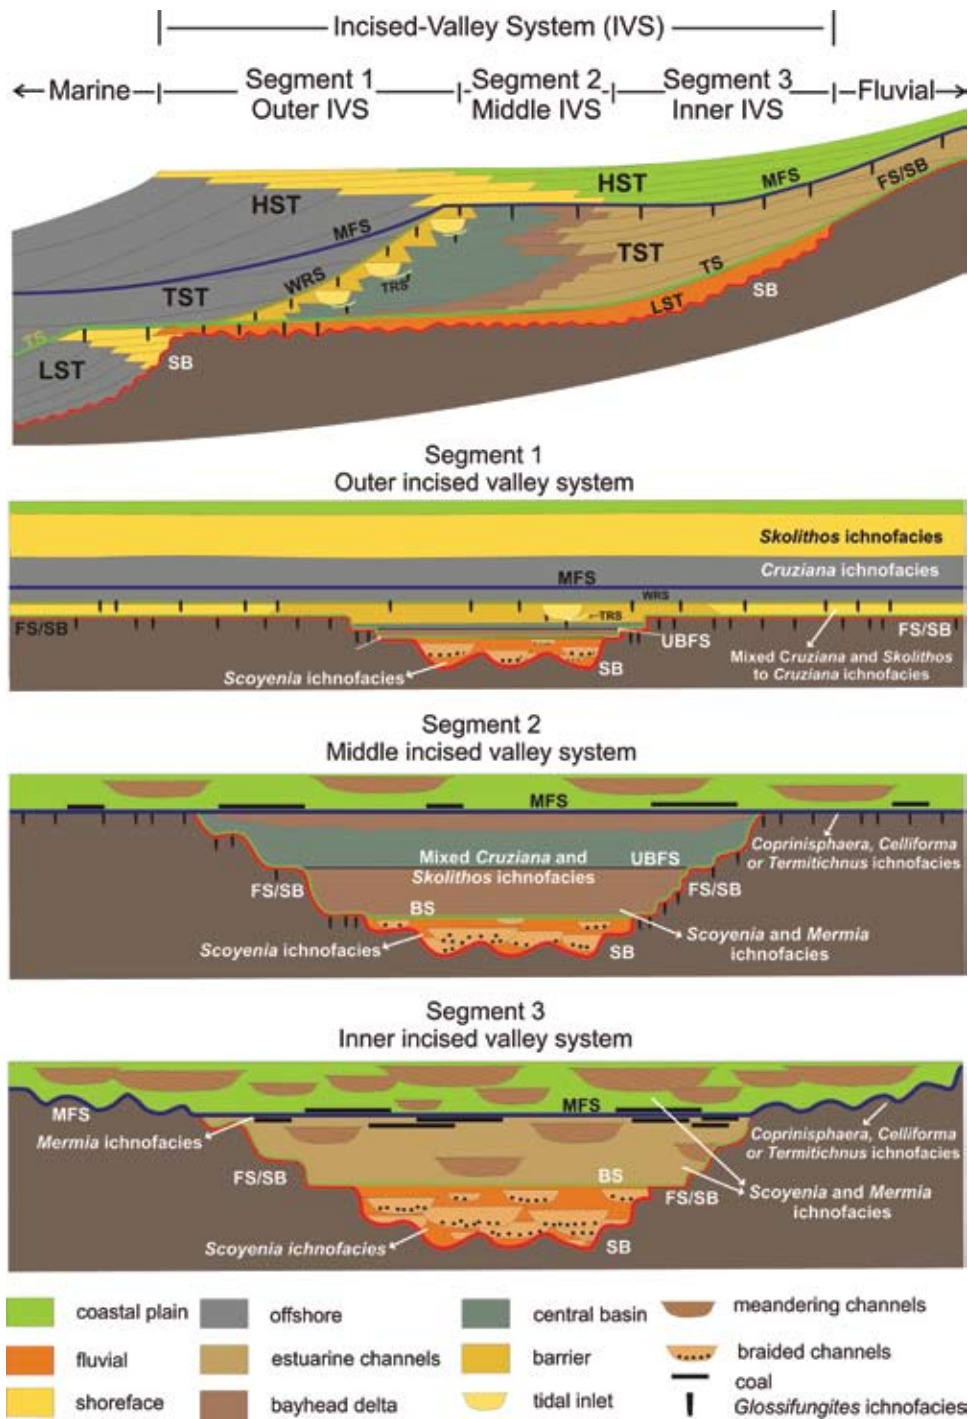 Incised-Valley System (IVS)
Marine
Segment 1
Outer IVS
Segment 2
Middle IVS
Segment 3
Inner IVS
Fluvial
HST
HST
MFS
FS/SB
MFS
TST
WRS
TRS
TS
TST
LST
SB
TS
LST
SB
Segment 1
Outer incised valley system
Skolithos ichnofacies
Cruziana ichnofacies
MFS
WRS
TRS
FS/SB
UBFS
FS/SB
Scoyenia ichnofacies
SB
Mixed Cruziana and Skolithos
to Cruziana ichnofacies
Segment 2
Middle incised valley system
MFS
Coprinisphaera, Celliforma
or Termitichnus ichnofacies
Mixed Cruziana and
Skolithos ichnofacies
UBFS
FS/SB
FS/SB
BS
Scoyenia ichnofacies
SB
Scoyenia and Mermia
ichnofacies
Segment 3
Inner incised valley system
MFS
MFS
Mermia ichnofacies
Coprinisphaera, Celliforma
or Termitichnus ichnofacies
FS/SB
BS
FS/SB
Scoyenia and Mermia
ichnofacies
Scoyenia ichnofacies
SB
coastal plain
offshore
central basin
meandering channels
fluvial
estuarine channels
barrier
braided channels
shoreface
bayhead delta
tidal inlet
coal
Glossifungites ichnofacies